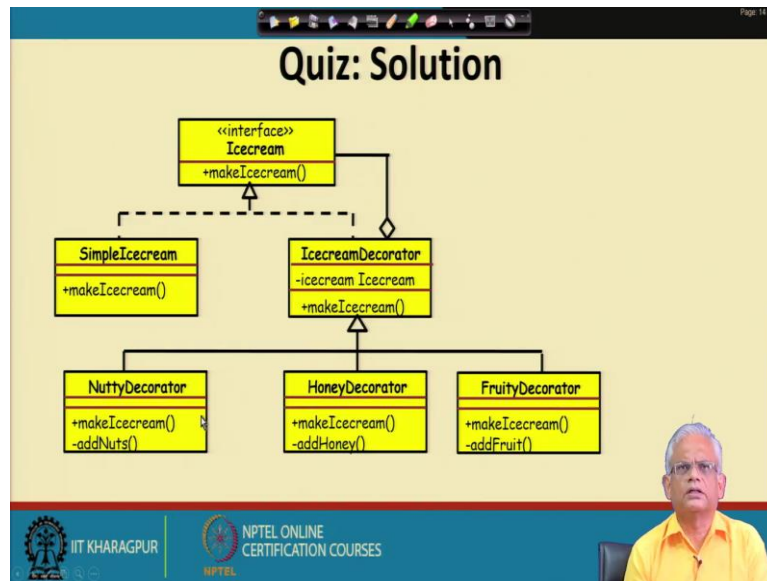 Page: 14
Quiz: Solution
<<interface>>
Icecream
+makeIcecream()
SimpleIcecream
+makeIcecream()
IcecreamDecorator
-icecream Icecream
+makeIcecream()
NuttyDecorator
+makeIcecream()
-addNuts()
HoneyDecorator
+makeIcecream()
-addHoney()
FruityDecorator
+makeIcecream()
-addFruit()
IIT KHARAGPUR
NPTEL
NPTEL ONLINE
CERTIFICATION COURSES